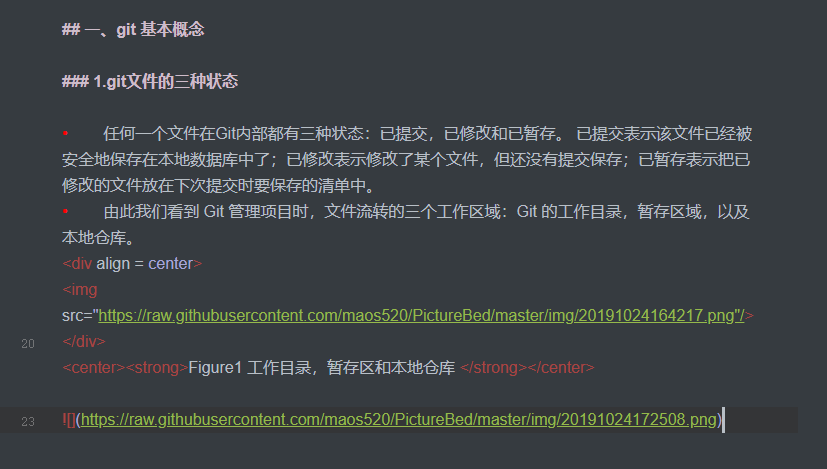 ## 一、git 基本概念
### 1.git文件的三种状态
任何一个文件在Git内部都有三种状态：已提交，已修改和已暂存。 已提交表示该文件已经被
安全地保存在本地数据库中了；已修改表示修改了某个文件，但还没有提交保存；已暂存表示把已
修改的文件放在下次提交时要保存的清单中。
由此我们看到 Git 管理项目时，文件流转的三个工作区域：Git 的工作目录，暂存区域，以及
本地仓库。
<div align = center>
<img
src="https://raw.githubusercontent.com/maos520/PictureBed/master/img/20191024164217.png"/>
20 </div>
<center><strong>Figure1 工作目录，暂存区和本地仓库 </strong></center>
23 ![](https://raw.githubusercontent.com/maos520/PictureBed/master/img/20191024172508.png)